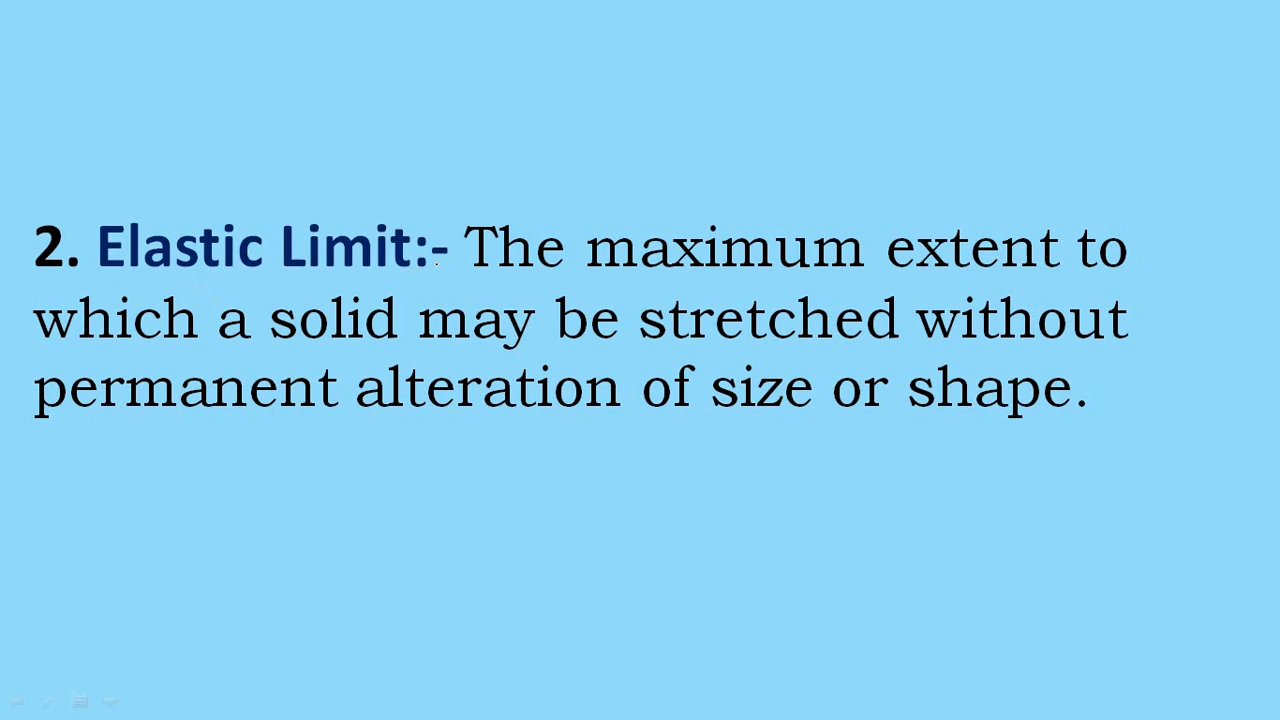 2. Elastic Limit:- The maximum extent to
which a solid may be stretched without
permanent alteration of size or shape.